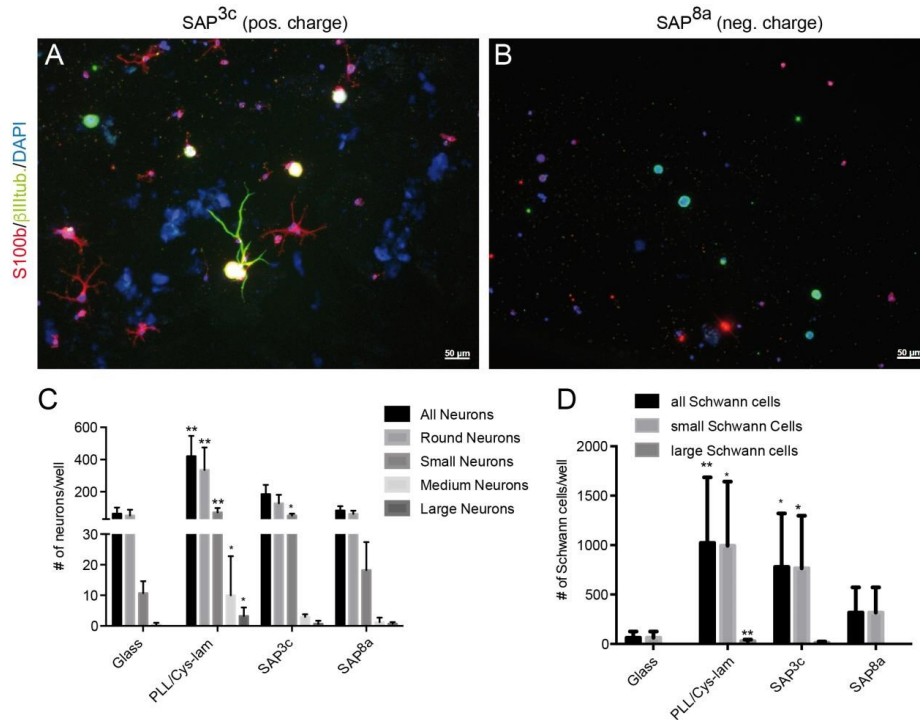 SAP3c (pos. charge)
SAP8a (neg. charge)
S100b/βIIItub./DAPI
A
50 µm
B
50 µm
C
# of neurons/well
600
400
200
30
20
10
0
**
**
**
*
*
*
Glass
PLL/Cys-lam
SAP3c
SAP8a
All Neurons
Round Neurons
Small Neurons
Medium Neurons
Large Neurons
D
all Schwann cells
small Schwann Cells
large Schwann cells
# of Schwann cells/well
2000
1500
1000
500
0
**
*
**
*
*
Glass
PLL/Cys-lam
SAP3c
SAP8a